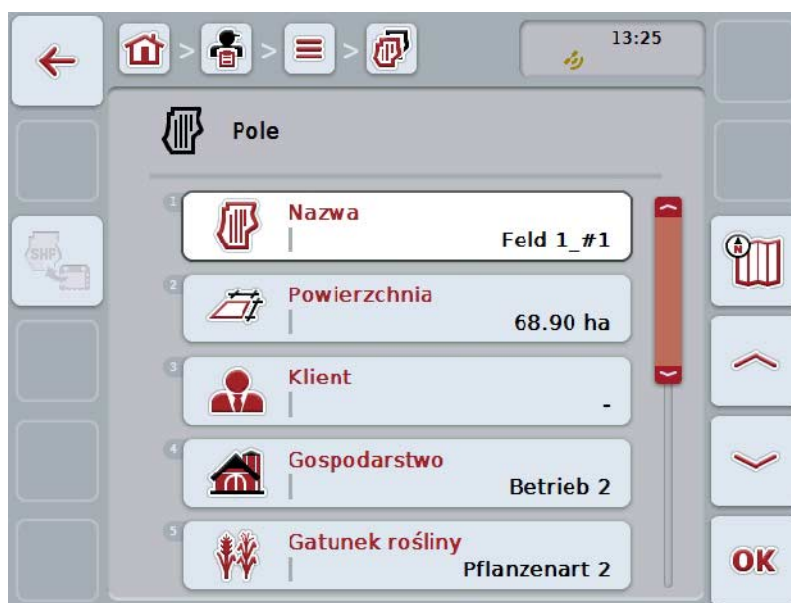 13:25
Pole
1
Nazwa
Feld 1_#1
2
Powierzchnia
68.90 ha
3
Klient
-
4
Gospodarstwo
Betrieb 2
5
Gatunek rośliny
Pflanzenart 2
SHP
N
OK